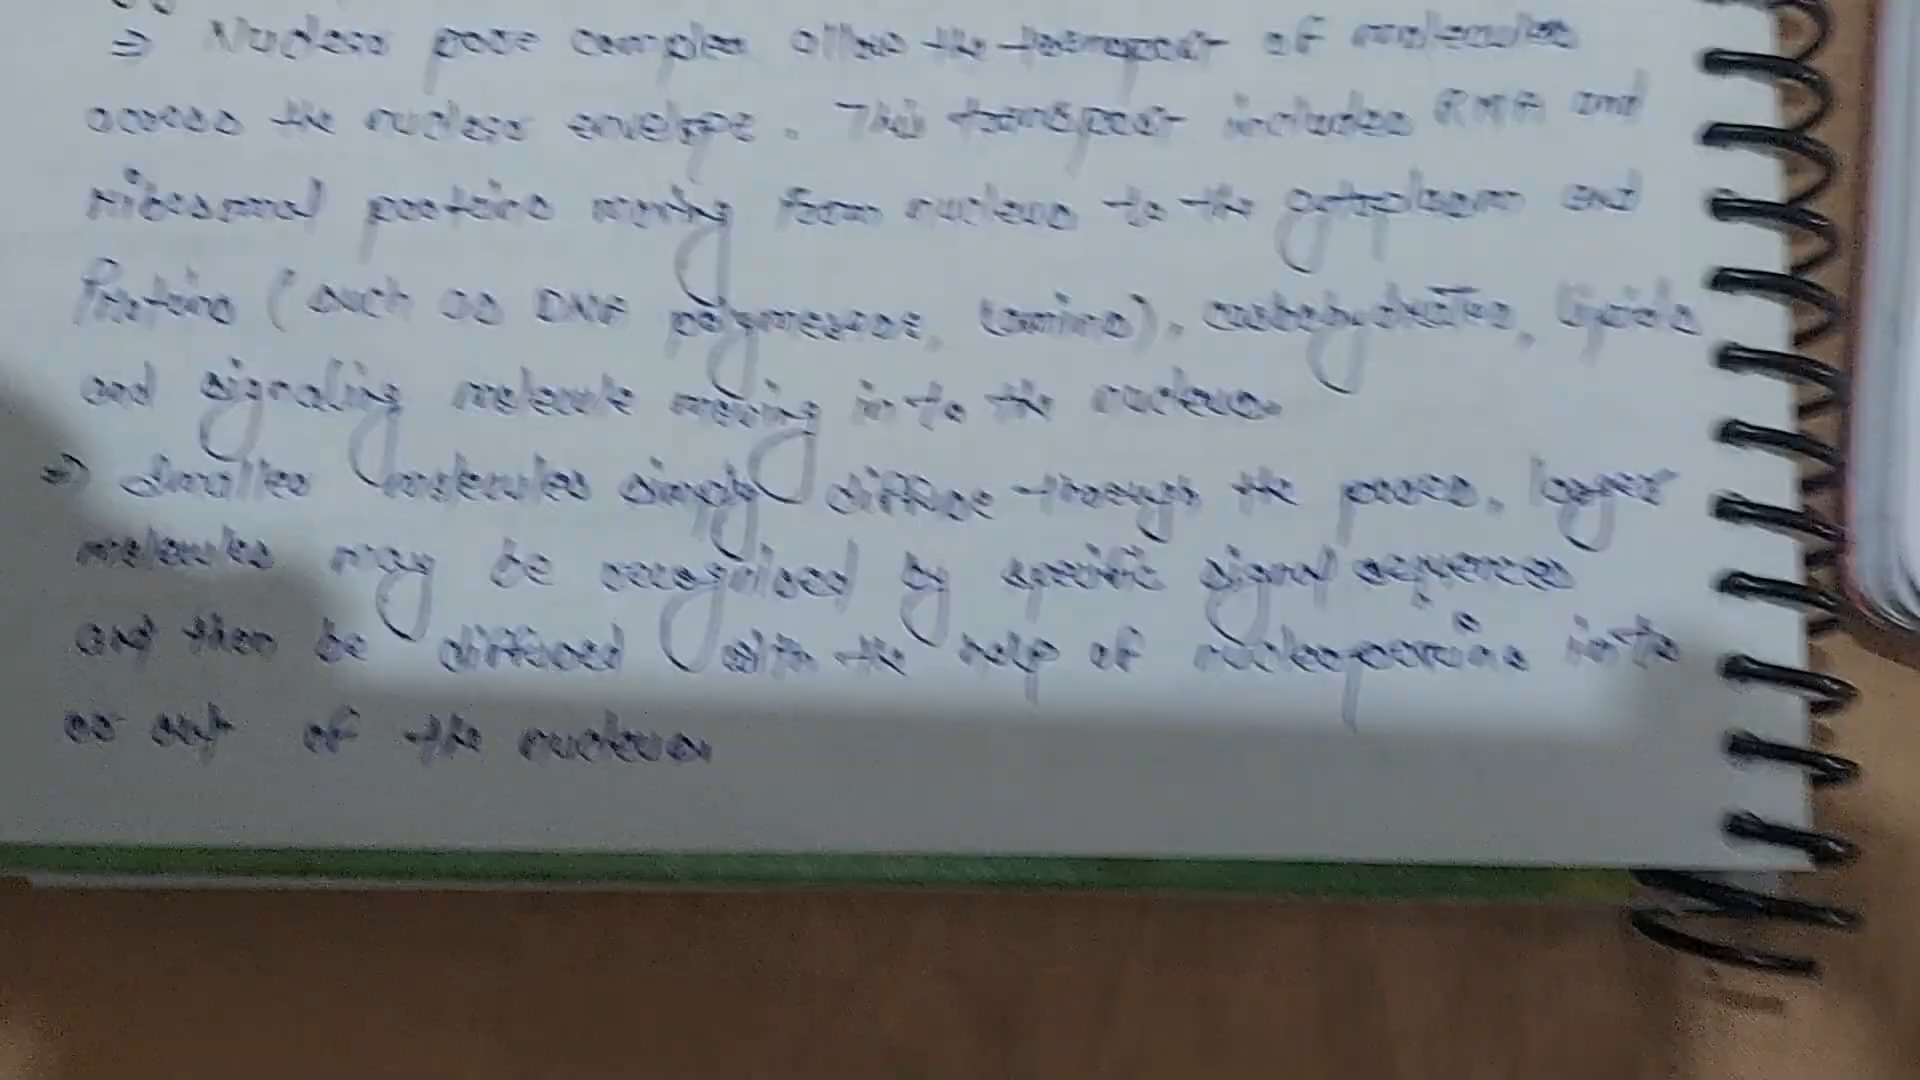 ⇒ Nuclear pore complex allow the transport of molecules
across the nuclear envelope. This transport includes RNA and
ribosomal proteins moving from nucleus to the cytoplasm and
Proteins (such as DNA polymerase, lamins), carbohydrates, lipids
and signaling molecule moving into the nucleus.
⇒ Smaller molecules simply diffuse through the pores, larger
molecules may be recognised by specific signal sequences
and then be diffused with the help of nucleoporins into
or out of the nucleus.